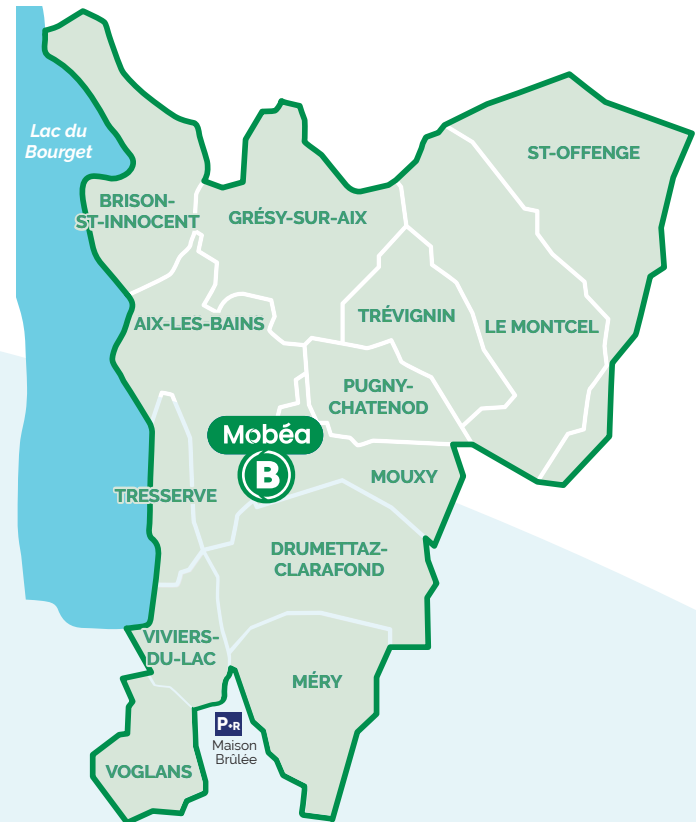 Lac du
Bourget
ST-OFFENGE
BRISON-
ST-INNOCENT
GRÉSY-SUR-AIX
AIX-LES-BAINS
TRÉVIGNIN
LE MONTCEL
PUGNY-
CHATENOD
Mobéa
B
MOUXY
TRESSERVE
DRUMETTAZ-
CLARAFOND
VIVIERS-
DU-LAC
MÉRY
P+R
Maison
Brûlée
VOGLANS